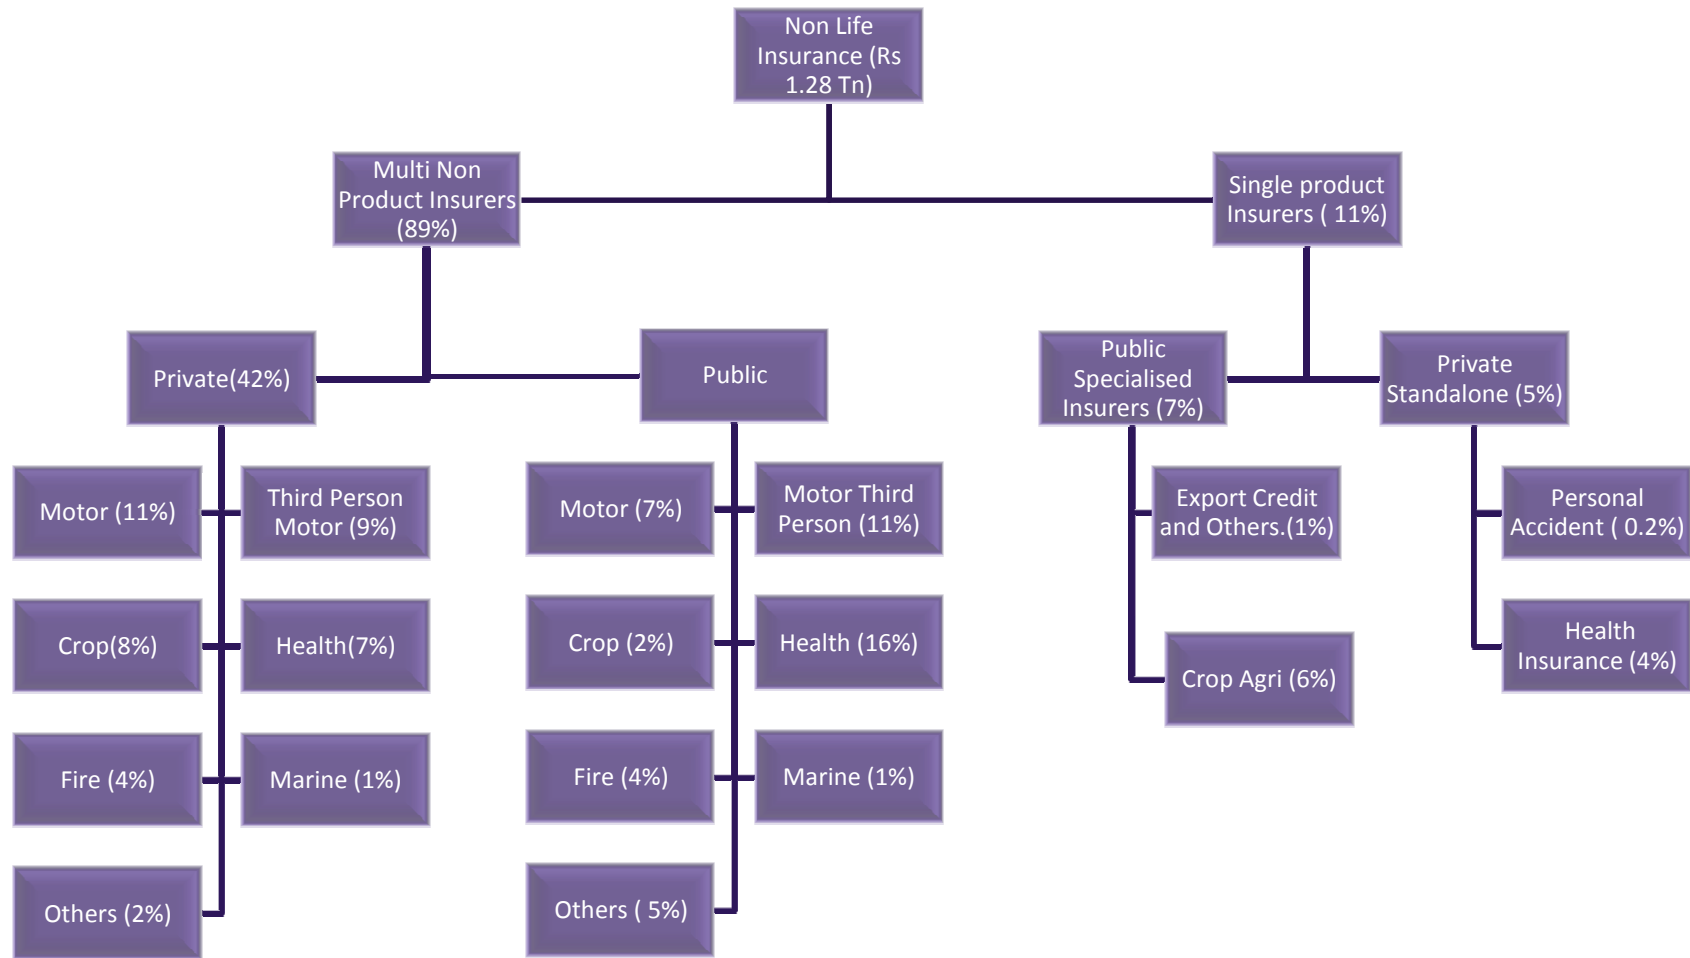 Non Life
Insurance (Rs
1.28 Tn)
Multi Non
Product Insurers
(89%)
Single product
Insurers ( 11%)
Private(42%)
Public
Public
Specialised
Insurers (7%)
Private
Standalone (5%)
Motor (11%)
Third Person
Motor (9%)
Motor (7%)
Motor Third
Person (11%)
Export Credit
and Others.(1%)
Personal
Accident ( 0.2%)
Crop(8%)
Health(7%)
Crop (2%)
Health (16%)
Crop Agri (6%)
Health
Insurance (4%)
Fire (4%)
Marine (1%)
Fire (4%)
Marine (1%)
Others (2%)
Others ( 5%)